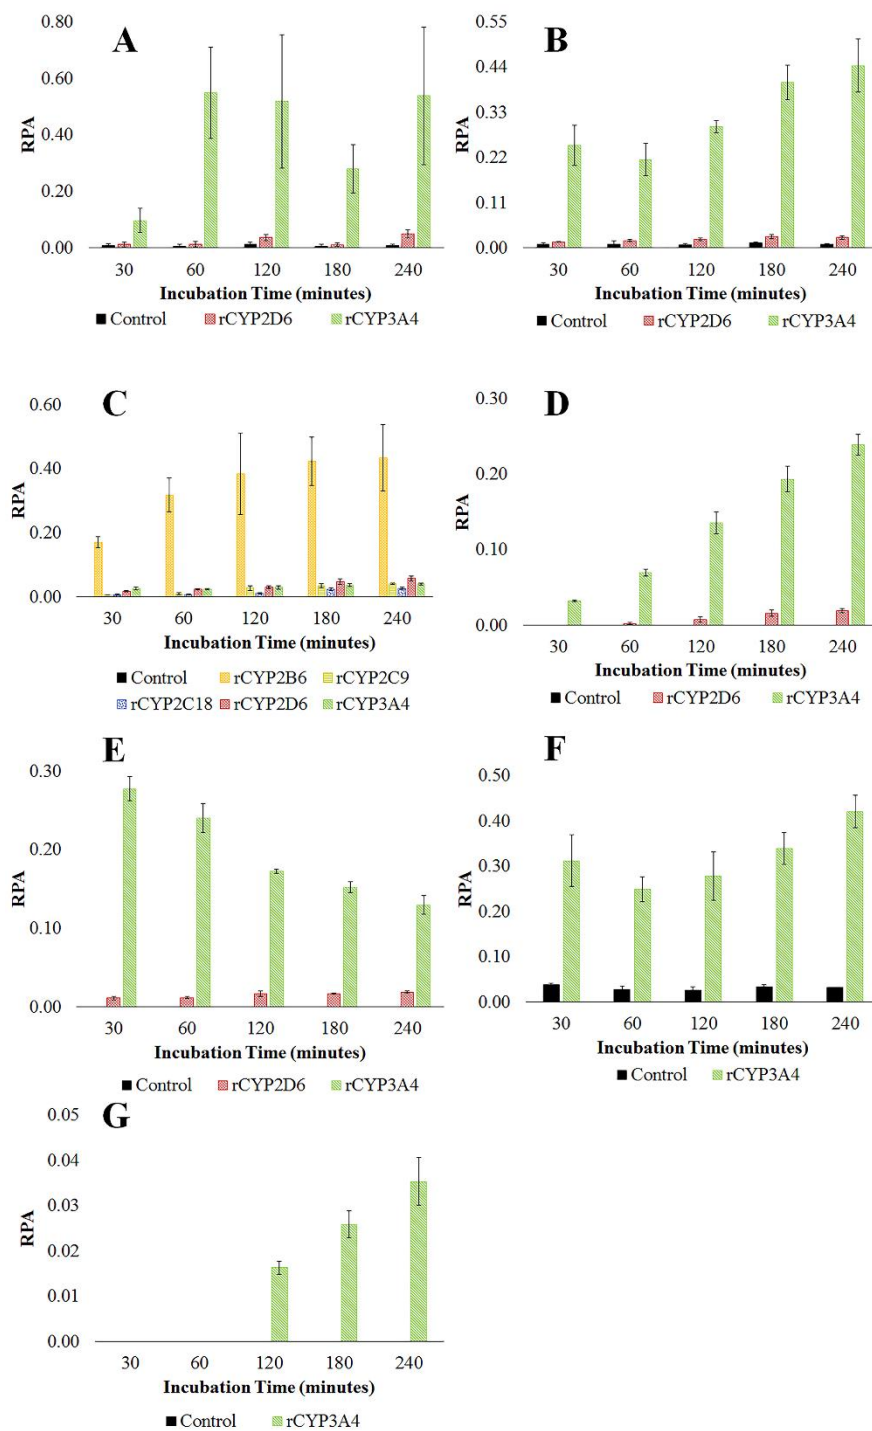 A
RPA
0.80
0.60
0.40
0.20
0.00
30 60 120 180 240
Incubation Time (minutes)
Control rCYP2D6 rCYP3A4
B
RPA
0.55
0.44
0.33
0.22
0.11
0.00
30 60 120 180 240
Incubation Time (minutes)
Control rCYP2D6 rCYP3A4
C
RPA
0.60
0.40
0.20
0.00
30 60 120 180 240
Incubation Time (minutes)
Control rCYP2B6 rCYP2C9
rCYP2C18 rCYP2D6 rCYP3A4
D
RPA
0.30
0.20
0.10
0.00
30 60 120 180 240
Incubation Time (minutes)
Control rCYP2D6 rCYP3A4
E
RPA
0.30
0.20
0.10
0.00
30 60 120 180 240
Incubation Time (minutes)
Control rCYP2D6 rCYP3A4
F
RPA
0.50
0.40
0.30
0.20
0.10
0.00
30 60 120 180 240
Incubation Time (minutes)
Control rCYP3A4
G
RPA
0.05
0.04
0.03
0.02
0.01
0.00
30 60 120 180 240
Incubation Time (minutes)
Control rCYP3A4